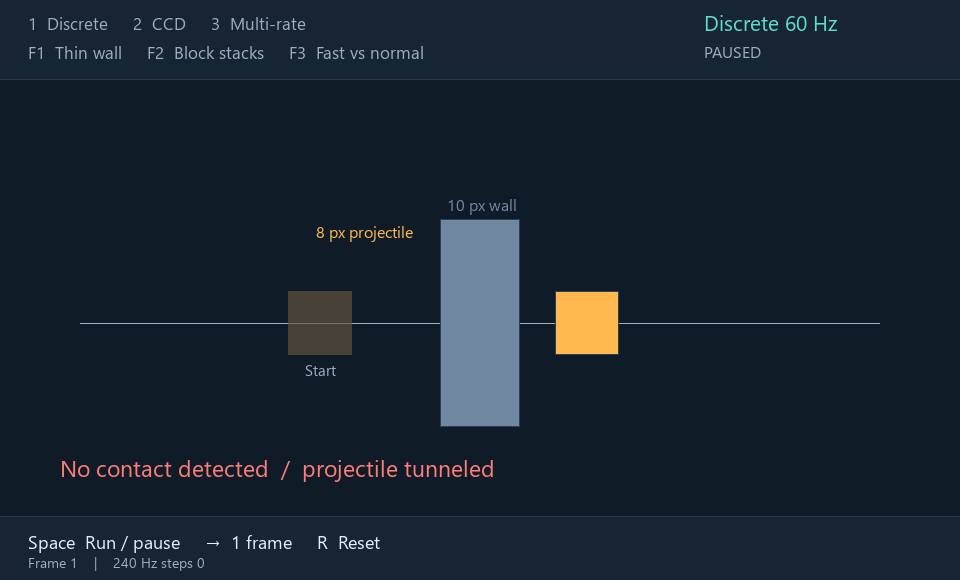 1  Discrete  2  CCD  3  Multi-rate
Discrete 60 Hz
F1  Thin wall  F2  Block stacks  F3  Fast vs normal
PAUSED
10 px wall
8 px projectile
Start
No contact detected  /  projectile tunneled
Space  Run / pause  →  1 frame  R  Reset
Frame 1  |  240 Hz steps 0